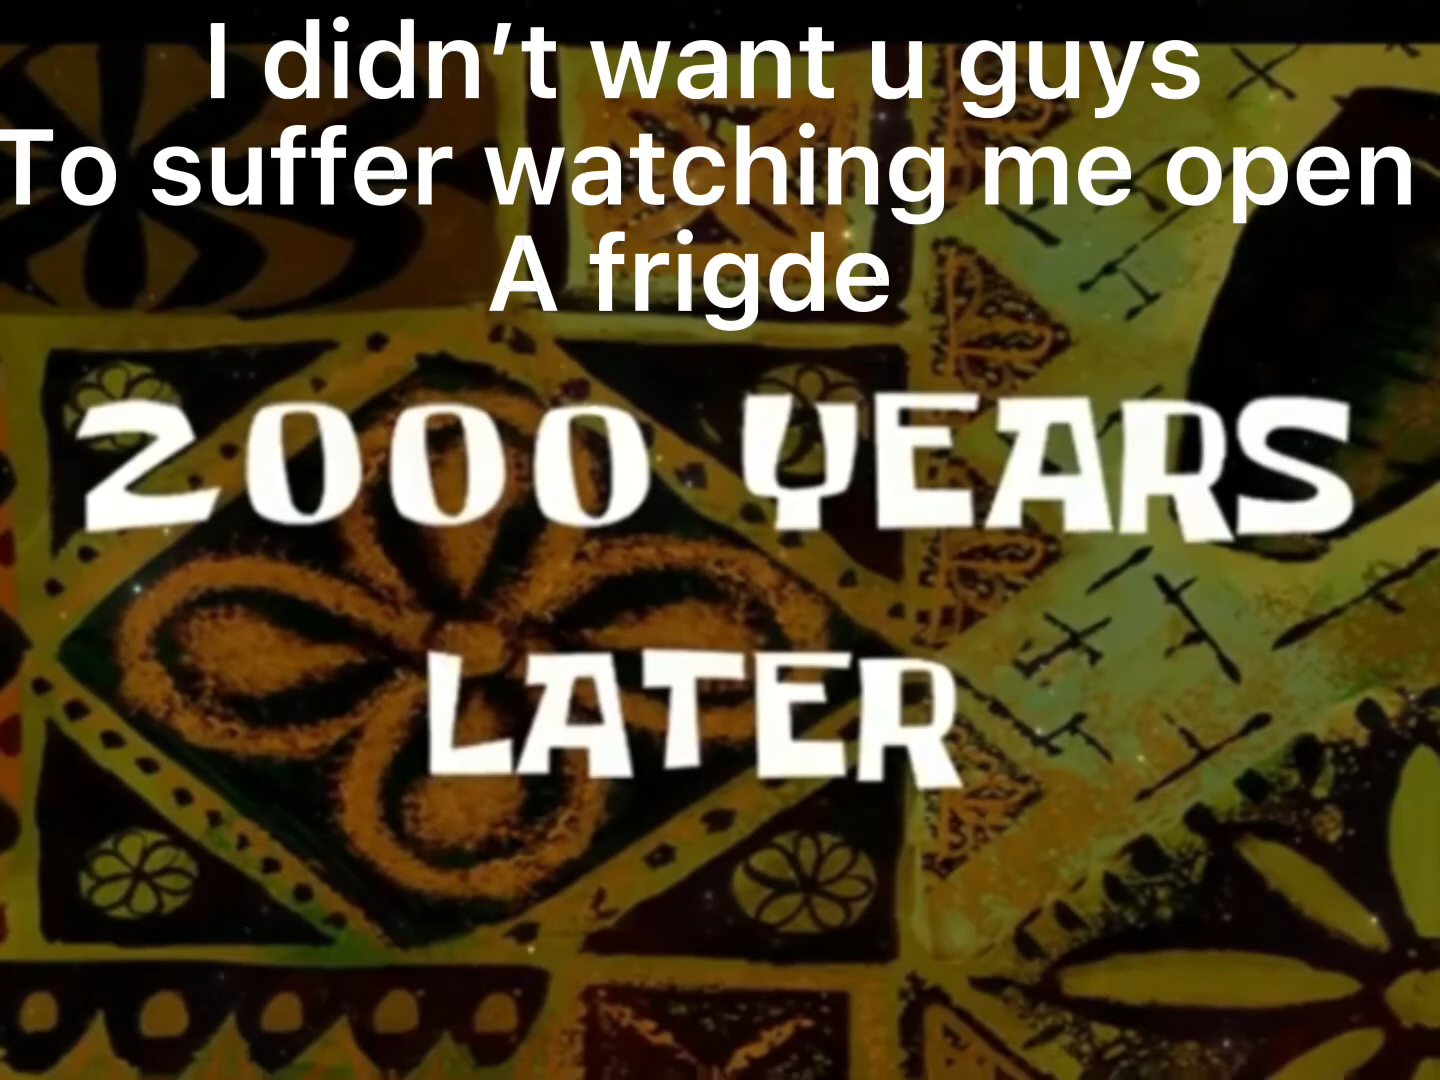 I didn’t want u guys
To suffer watching me open
A frigde
2000 YEARS
LATER